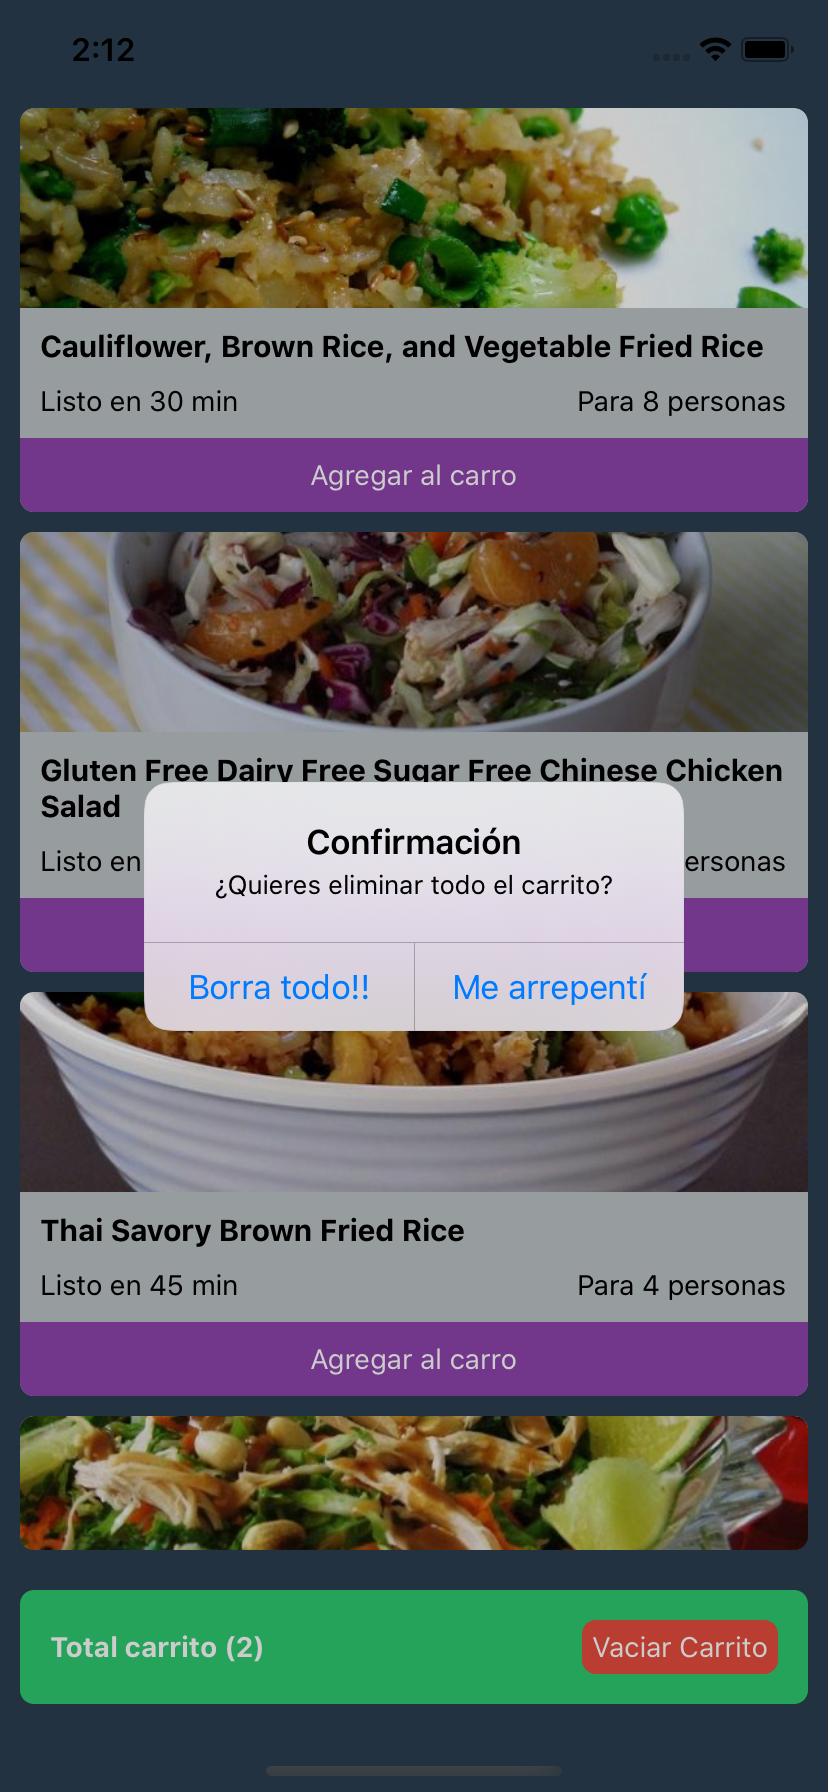 2:12
Cauliflower, Brown Rice, and Vegetable Fried Rice
Listo en 30 min
Para 8 personas
Agregar al carro
Gluten Free Dairy Free Sugar Free Chinese Chicken
Salad
Listo en
ersonas
Confirmación
¿Quieres eliminar todo el carrito?
Borra todo!!
Me arrepentí
Thai Savory Brown Fried Rice
Listo en 45 min
Para 4 personas
Agregar al carro
Total carrito (2)
Vaciar Carrito